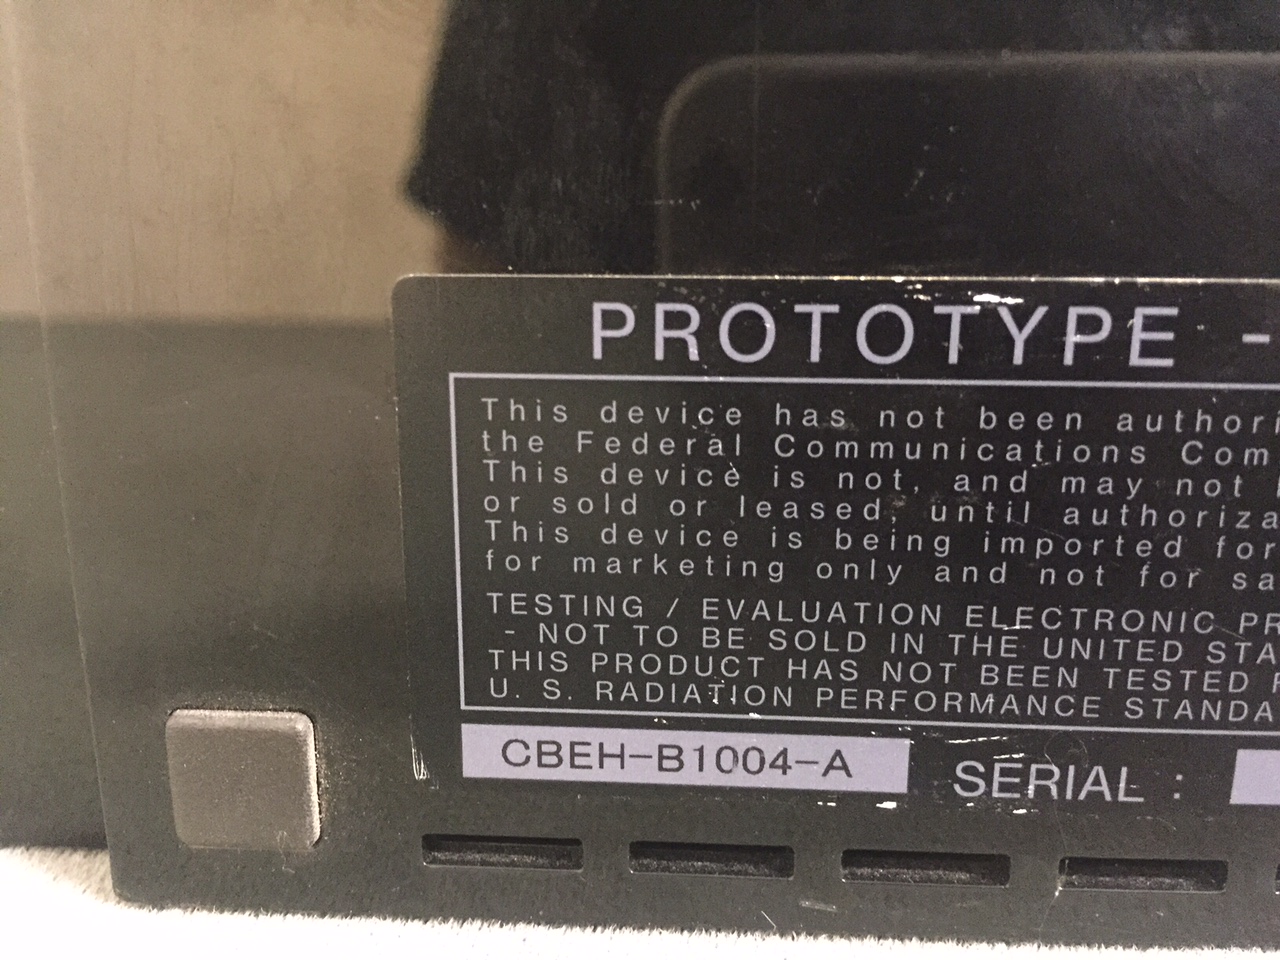 PROTOTYPE -
This device has not been authori
the Federal Communications Com
This device is not, and may not
or sold or leased, until authoriza
This device is being imported for
for marketing only and not for sa
TESTING / EVALUATION ELECTRONIC PR
- NOT TO BE SOLD IN THE UNITED STA
THIS PRODUCT HAS NOT BEEN TESTED F
U. S. RADIATION PERFORMANCE STANDA
CBEH-B1004-A SERIAL :